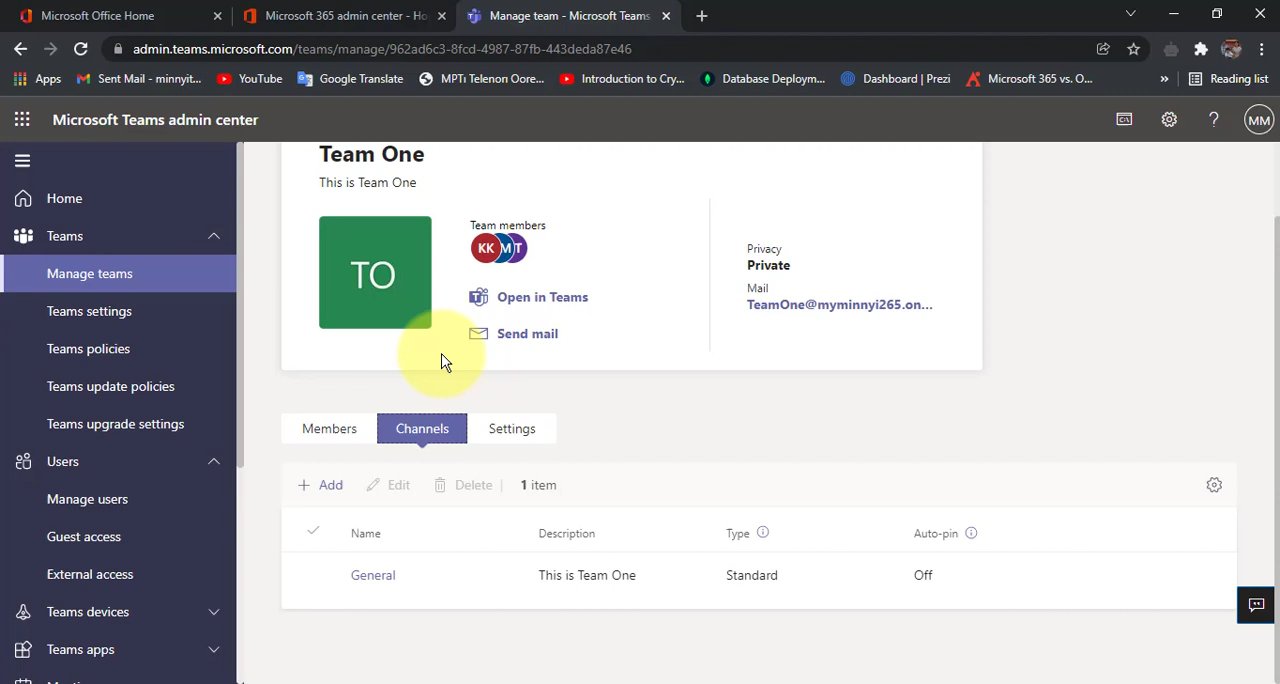 Microsoft Office Home
Microsoft 365 admin center - Ho
Manage team - Microsoft Teams
admin.teams.microsoft.com/teams/manage/962ad6c3-8fcd-4987-87fb-443deda87e46
Apps
Sent Mail - minnyit...
YouTube
Google Translate
MPTi Telenon Oore...
Introduction to Cry...
Database Deploym...
Dashboard | Prezi
Microsoft 365 vs. O...
»
Reading list
Microsoft Teams admin center
MM
Home
Teams
Manage teams
Teams settings
Teams policies
Teams update policies
Teams upgrade settings
Users
Manage users
Guest access
External access
Teams devices
Teams apps
Team One
This is Team One
TO
Team members
KK M T
Open in Teams
Send mail
Privacy
Private
Mail
TeamOne@myminnyi265.on...
Members
Channels
Settings
Add
Edit
Delete
1 item
Name
Description
Type
Auto-pin
General
This is Team One
Standard
Off